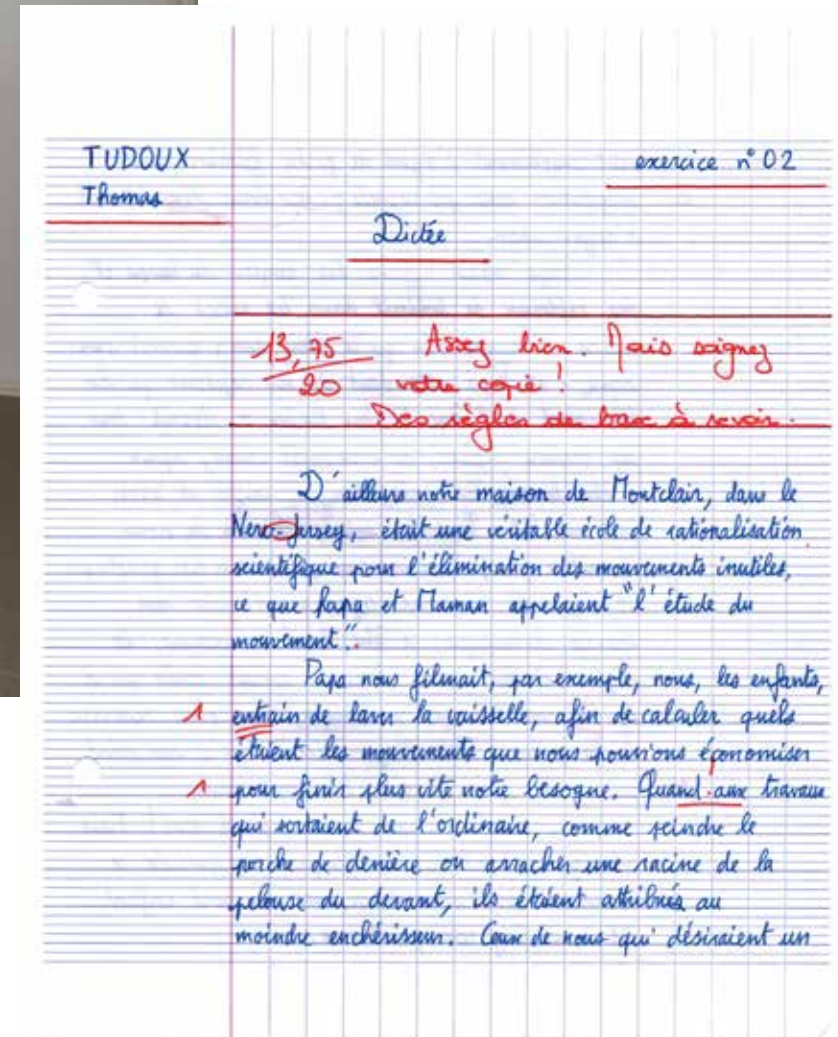 TUDOUX
Thomas
exercice n° 02
Dictée
13,75 Assez bien. Mais soignez
20 votre copie !
Des règles de base à savoir.
D'ailleurs notre maison de Montclair, dans le
New-Jersey, était une véritable école de rationalisation
scientifique pour l'élimination des mouvements inutiles,
ce que Papa et Maman appelaient "l'étude du
mouvement".
Papa nous filmait, par exemple, nous, les enfants,
1 entrain de laver la vaisselle, afin de calculer quels
étaient les mouvements que nous pouvions économiser
1 pour finir plus vite notre besogne. Quand aux travaux
qui sortaient de l'ordinaire, comme peindre le
porche de derrière ou arracher une racine de la
pelouse du devant, ils étaient attribués au
moindre enchérisseur. Ceux de nous qui désiraient un